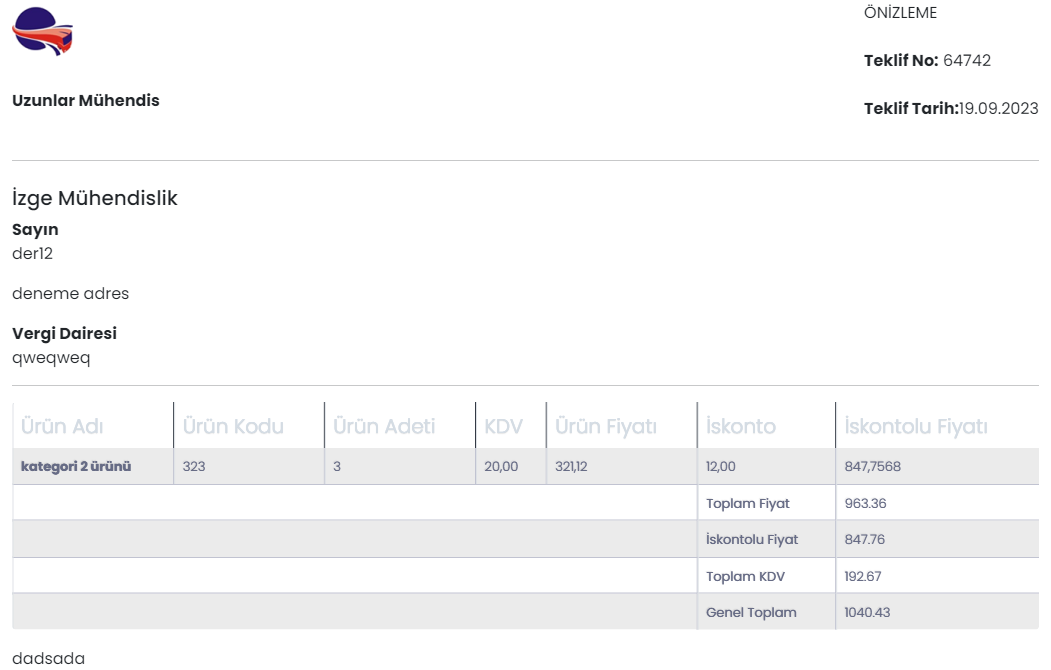 ÖNİZLEME
Teklif No: 64742
Uzunlar Mühendis
Teklif Tarih:19.09.2023
İzge Mühendislik
Sayın
der12
deneme adres
Vergi Dairesi
qweqweq
Ürün Adı Ürün Kodu Ürün Adeti KDV Ürün Fiyatı İskonto İskontolu Fiyatı
kategori 2 ürünü 323 3 20,00 321,12 12,00 847,7568
Toplam Fiyat 963.36
İskontolu Fiyat 847.76
Toplam KDV 192.67
Genel Toplam 1040.43
dadsada